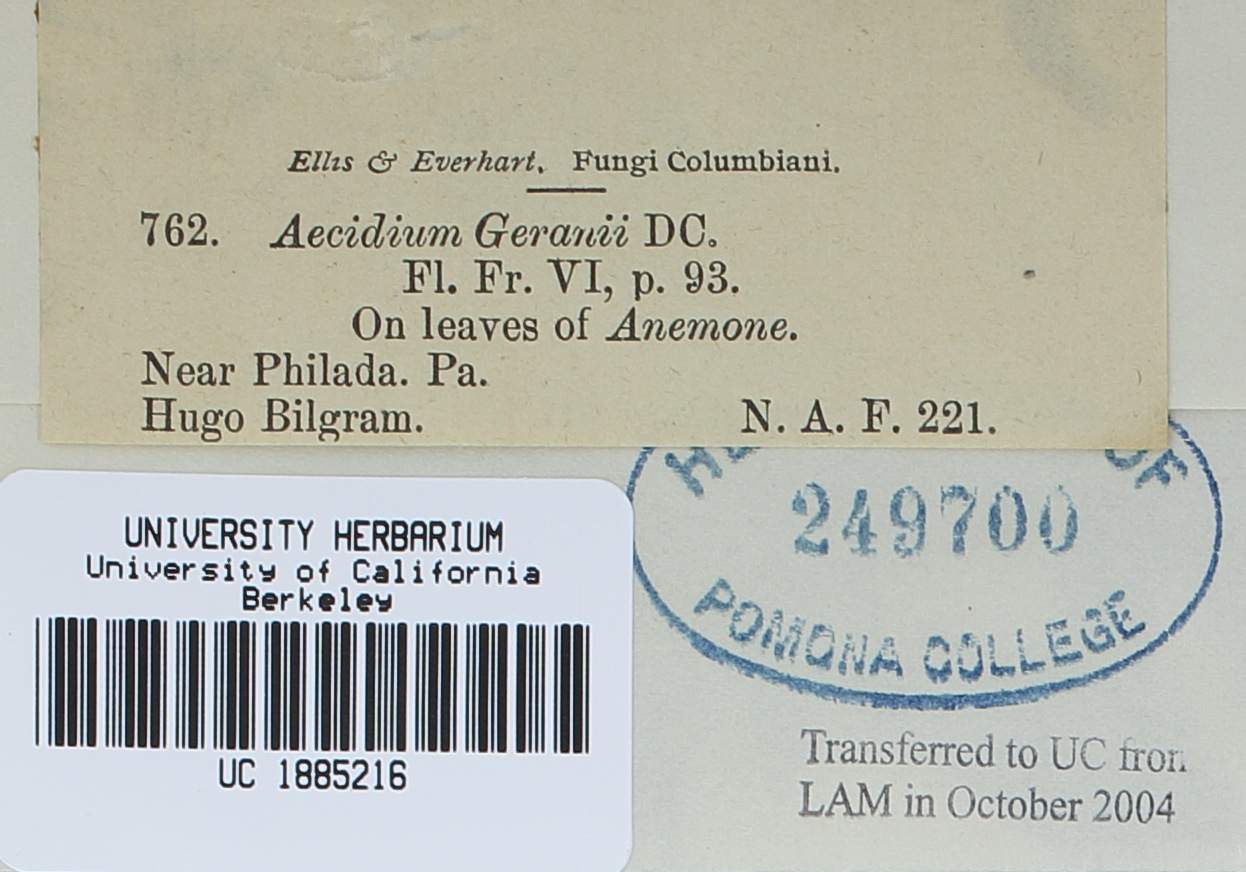 Ellis & Everhart. Fungi Columbiani.
762. Aecidium Geranii DC.
Fl. Fr. VI, p. 93.
On leaves of Anemone.
Near Philada. Pa.
Hugo Bilgram. N. A. F. 221.
OF
249700
POMONA COLLEGE
UNIVERSITY HERBARIUM
University of California
Berkeley
UC 1885216
Transferred to UC from
LAM in October 2004